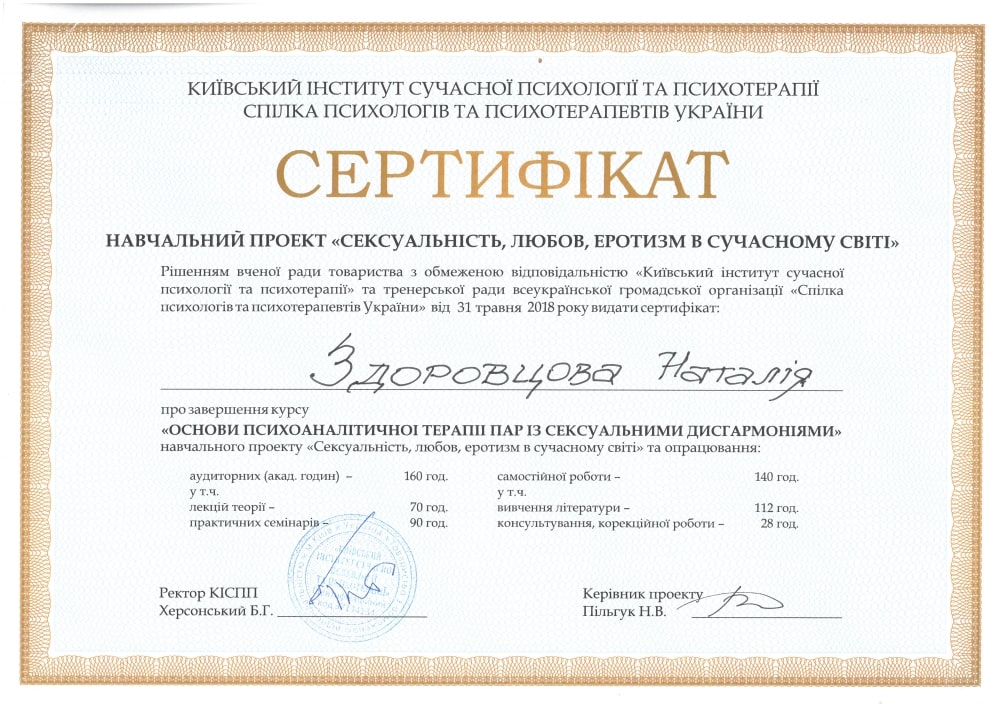 КИЇВСЬКИЙ ІНСТИТУТ СУЧАСНОЇ ПСИХОЛОГІЇ ТА ПСИХОТЕРАПІЇ
СПІЛКА ПСИХОЛОГІВ ТА ПСИХОТЕРАПЕВТІВ УКРАЇНИ
СЕРТИФІКАТ
НАВЧАЛЬНИЙ ПРОЕКТ «СЕКСУАЛЬНІСТЬ, ЛЮБОВ, ЕРОТИЗМ В СУЧАСНОМУ СВІТІ»
Рішенням вченої ради товариства з обмеженою відповідальністю «Київський інститут сучасної
психології та психотерапії» та тренерської ради всеукраїнської громадської організації «Спілка
психологів та психотерапевтів України» від 31 травня 2018 року видати сертифікат:
Здоровцова Наталія
про завершення курсу
«ОСНОВИ ПСИХОАНАЛІТИЧНОЇ ТЕРАПІЇ ПАР ІЗ СЕКСУАЛЬНИМИ ДИСГАРМОНІЯМИ»
навчального проекту «Сексуальність, любов, еротизм в сучасному світі» та опрацювання:
аудиторних (акад. годин) – 160 год.
у т.ч.
лекцій теорії – 70 год.
практичних семінарів – 90 год.
самостійної роботи – 140 год.
у т.ч.
вивчення літератури – 112 год.
консультування, корекційної роботи – 28 год.
Ректор КІСПП
Херсонський Б.Г.
Керівник проекту
Пільгук Н.В.